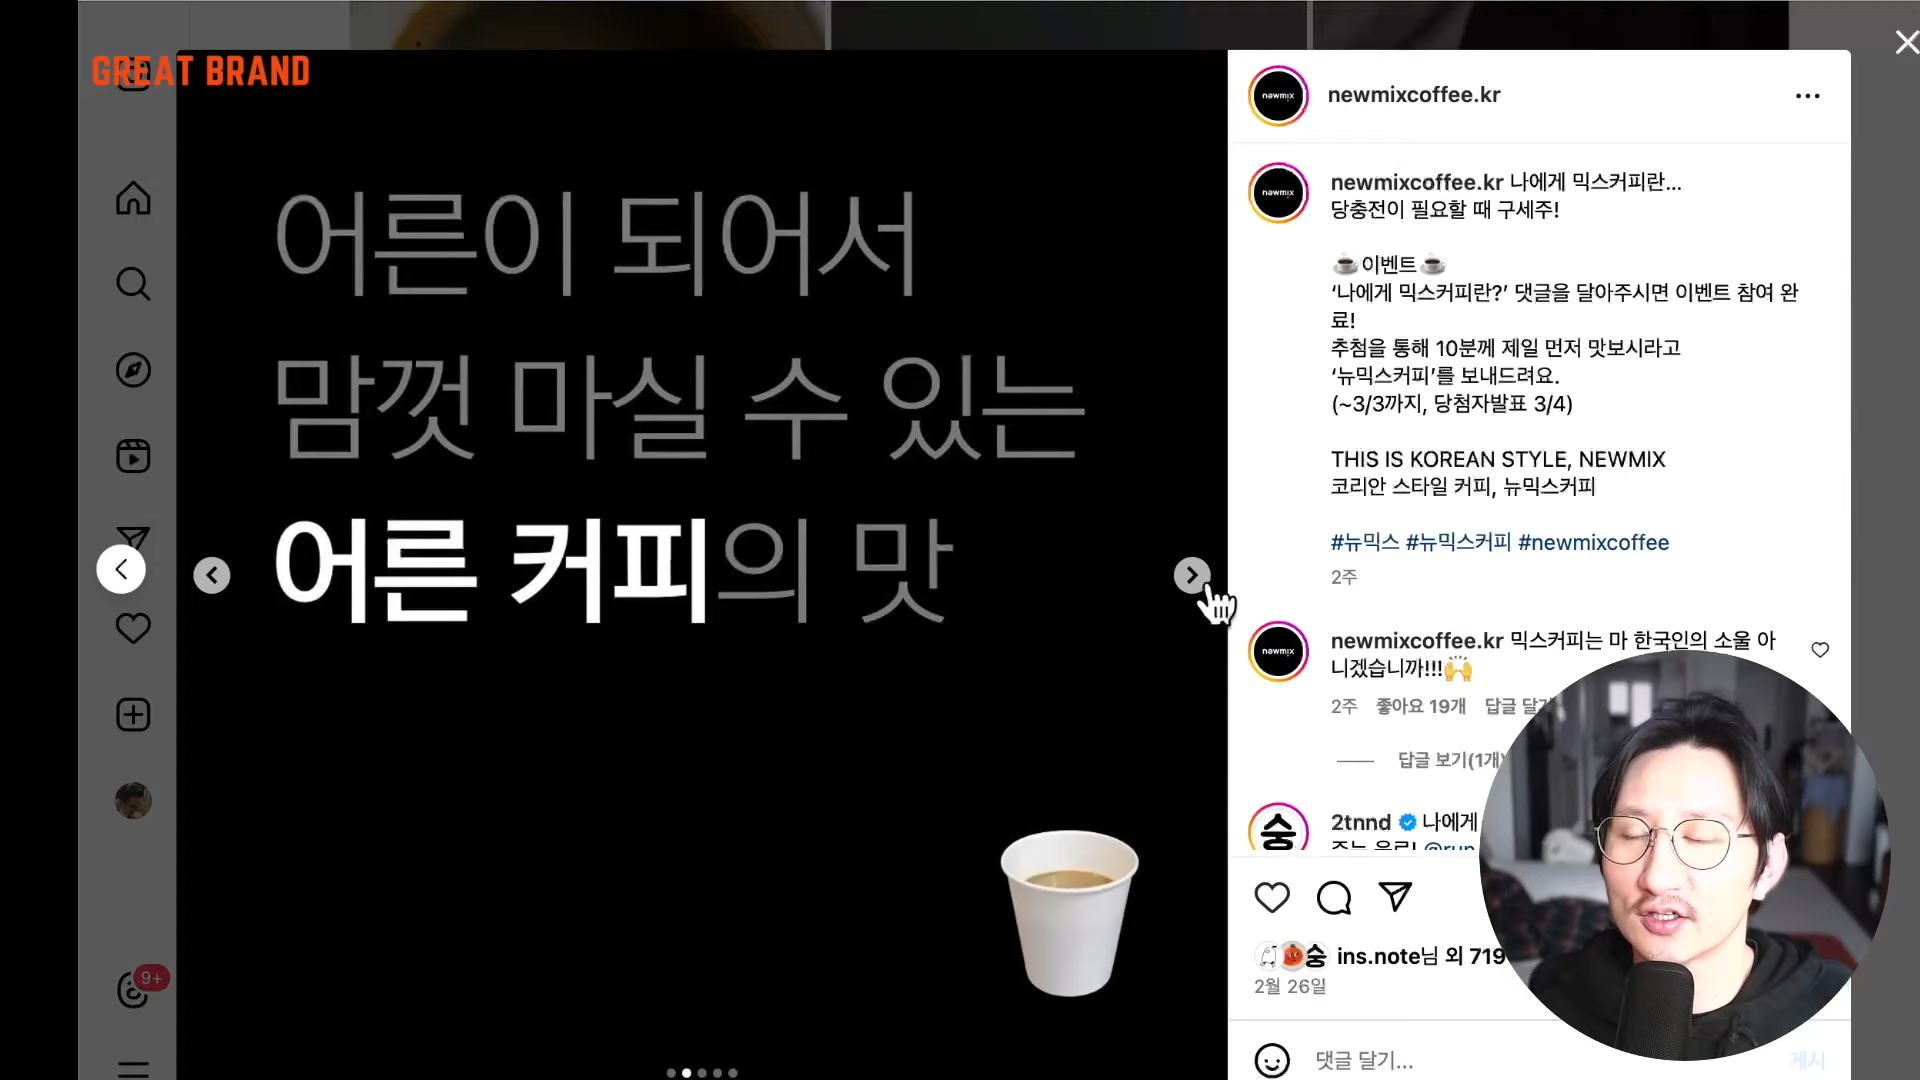 GREAT BRAND
어른이 되어서
맘껏 마실 수 있는
어른 커피의 맛
9+
newmix
newmixcoffee.kr
newmix
newmixcoffee.kr 나에게 믹스커피란...
당충전이 필요할 때 구세주!
☕이벤트☕
‘나에게 믹스커피란?’ 댓글을 달아주시면 이벤트 참여 완
료!
추첨을 통해 10분께 제일 먼저 맛보시라고
‘뉴믹스커피’를 보내드려요.
(~3/3까지, 당첨자발표 3/4)
THIS IS KOREAN STYLE, NEWMIX
코리안 스타일 커피, 뉴믹스커피
#뉴믹스 #뉴믹스커피 #newmixcoffee
2주
newmix
newmixcoffee.kr 믹스커피는 마 한국인의 소울 아
니겠습니까!!!🙌
2주 좋아요 19개 답글 달기
답글 보기(1개)
숭
2tnnd 나에게
ins.note님 외 719
2월 26일
댓글 달기...
게시